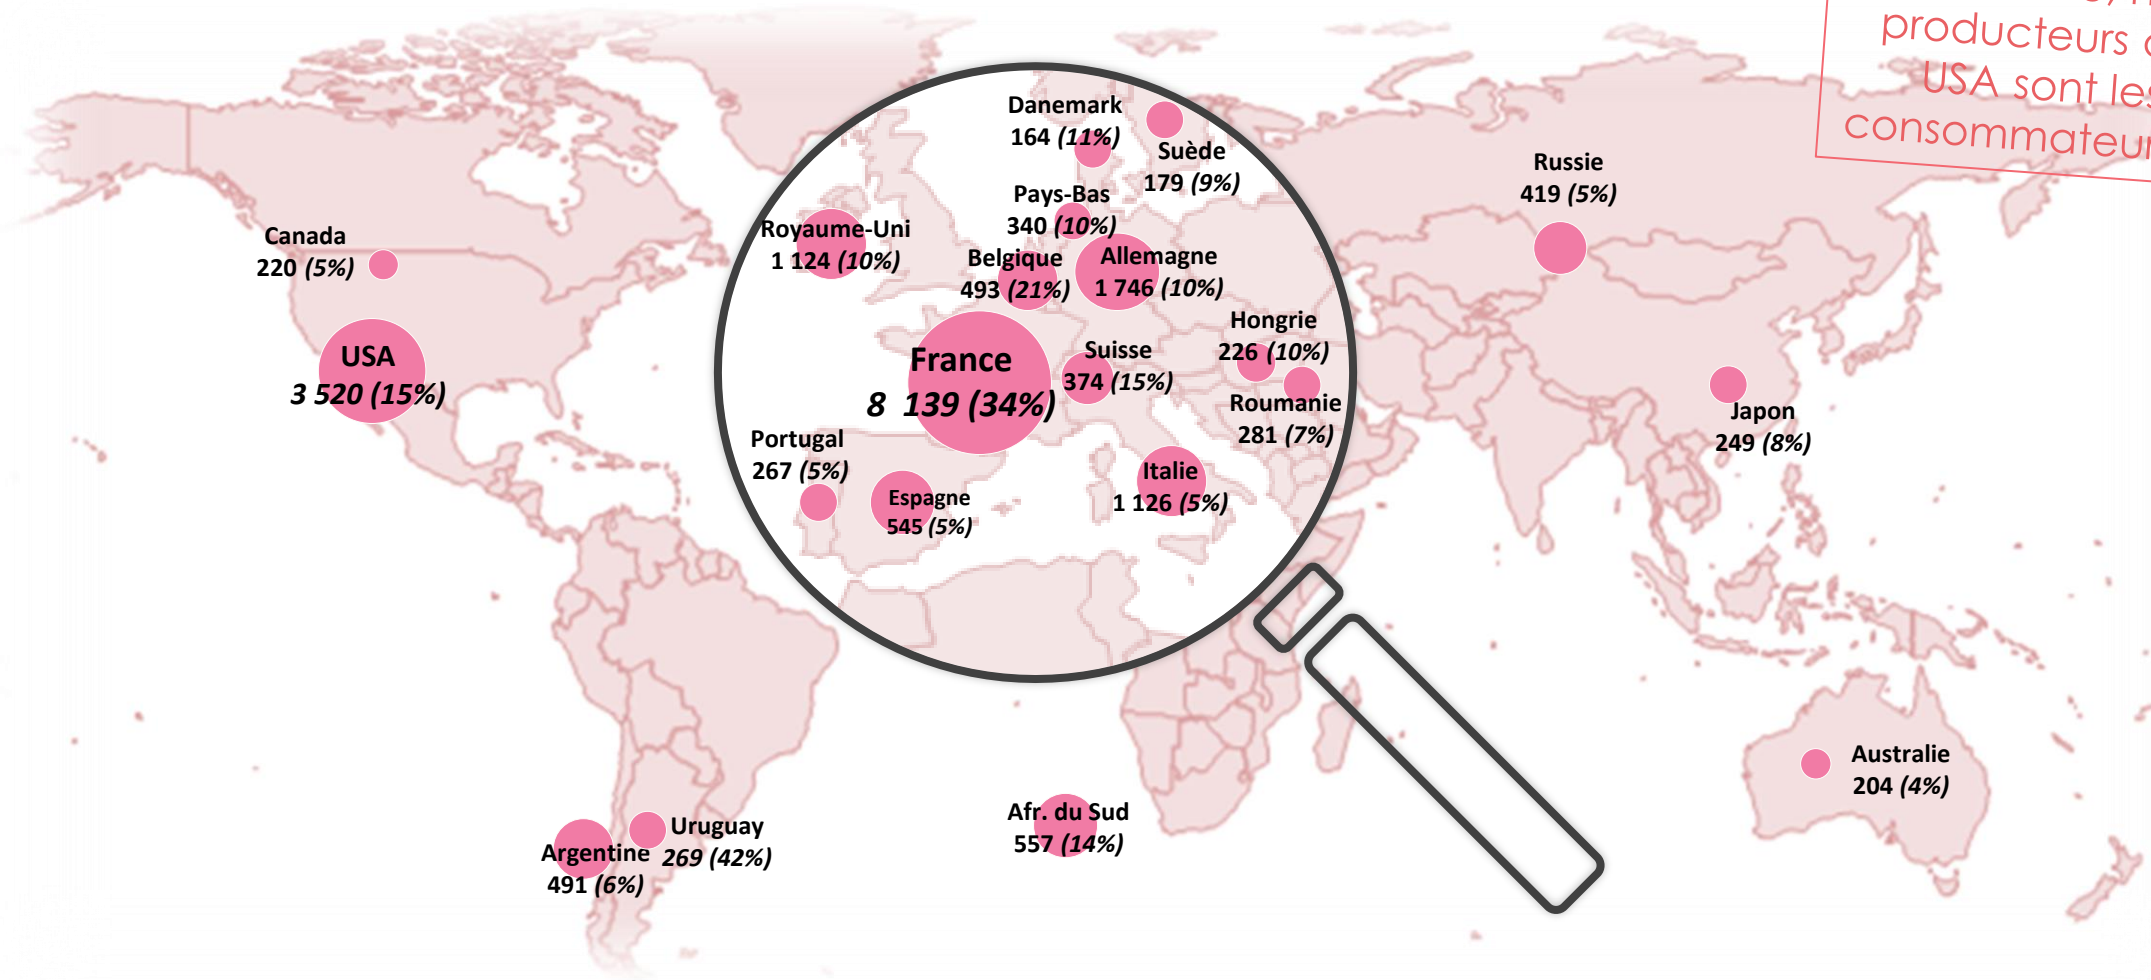 producteurs
USA sont les
consommateur
Danemark
164 (11%)
Suède
179 (9%)
Russie
419 (5%)
Pays-Bas
340 (10%)
Royaume-Uni
1 124 (10%)
Canada
220 (5%)
Belgique
493 (21%)
Allemagne
1 746 (10%)
Hongrie
226 (10%)
USA
3 520 (15%)
France
8 139 (34%)
Suisse
374 (15%)
Roumanie
281 (7%)
Japon
249 (8%)
Portugal
267 (5%)
Espagne
545 (5%)
Italie
1 126 (5%)
Australie
204 (4%)
Afr. du Sud
557 (14%)
Uruguay
269 (42%)
Argentine
491 (6%)